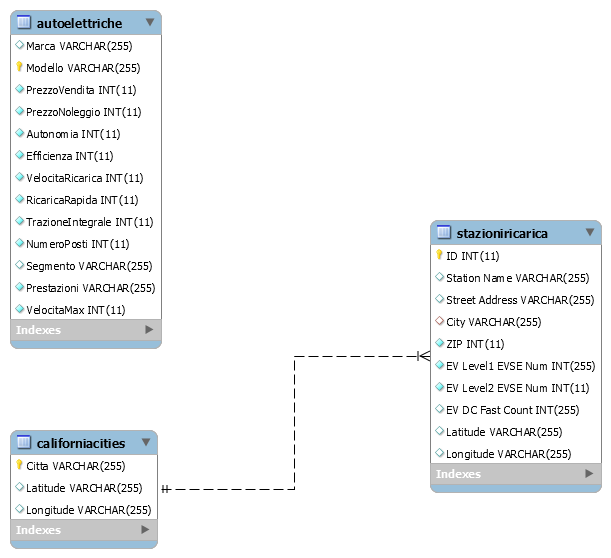 autoelettriche
Marca VARCHAR(255)
Modello VARCHAR(255)
PrezzoVendita INT(11)
PrezzoNoleggio INT(11)
Autonomia INT(11)
Efficienza INT(11)
VelocitaRicarica INT(11)
RicaricaRapida INT(11)
TrazioneIntegrale INT(11)
NumeroPosti INT(11)
Segmento VARCHAR(255)
Prestazioni VARCHAR(255)
VelocitaMax INT(11)
Indexes
stazioniricarica
ID INT(11)
Station Name VARCHAR(255)
Street Address VARCHAR(255)
City VARCHAR(255)
ZIP INT(11)
EV Level1 EVSE Num INT(255)
EV Level2 EVSE Num INT(11)
EV DC Fast Count INT(255)
Latitude VARCHAR(255)
Longitude VARCHAR(255)
Indexes
californiacities
Citta VARCHAR(255)
Latitude VARCHAR(255)
Longitude VARCHAR(255)
Indexes